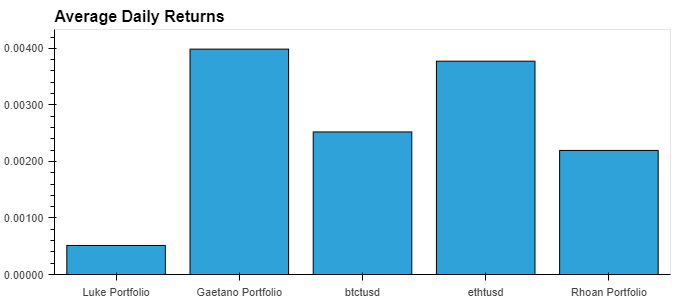 Average Daily Returns
0.00400
0.00300
0.00200
0.00100
0.00000
Luke Portfolio Gaetano Portfolio btctusd ethtusd Rhoan Portfolio